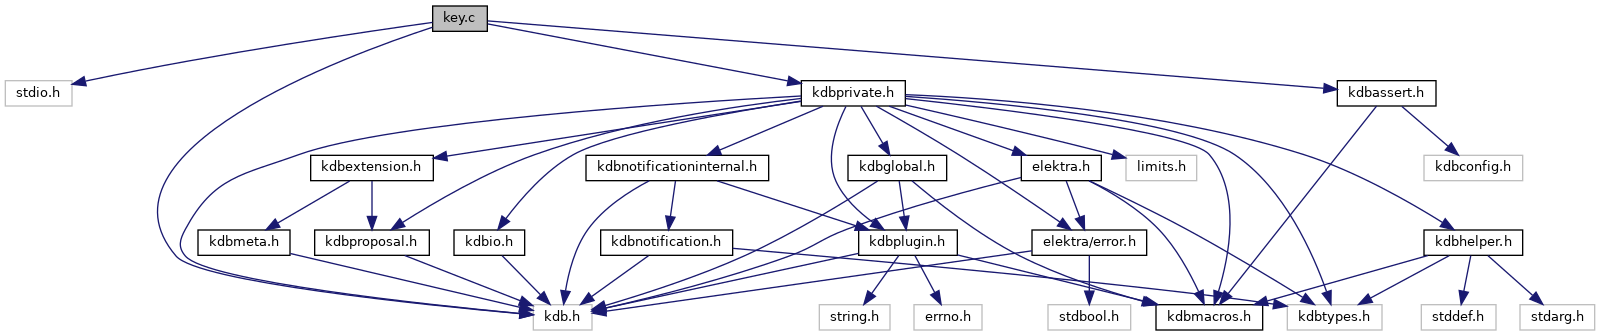 key.c
stdio.h
kdbprivate.h
kdbassert.h
kdbextension.h
kdbnotificationinternal.h
kdbglobal.h
elektra.h
limits.h
kdbconfig.h
kdbmeta.h
kdbproposal.h
kdbio.h
kdbnotification.h
kdbplugin.h
elektra/error.h
kdbhelper.h
kdb.h
string.h
errno.h
stdbool.h
kdbmacros.h
kdbtypes.h
stddef.h
stdarg.h